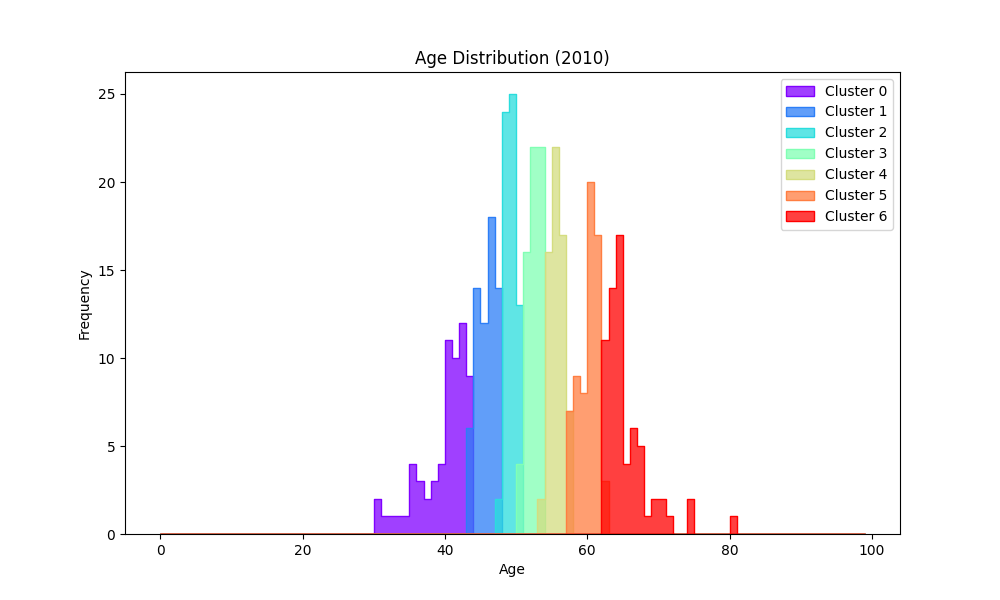 Age Distribution (2010)
Cluster 0
Cluster 1
Cluster 2
Cluster 3
Cluster 4
Cluster 5
Cluster 6
Frequency
25
20
15
10
5
0
0 20 40 60 80 100
Age